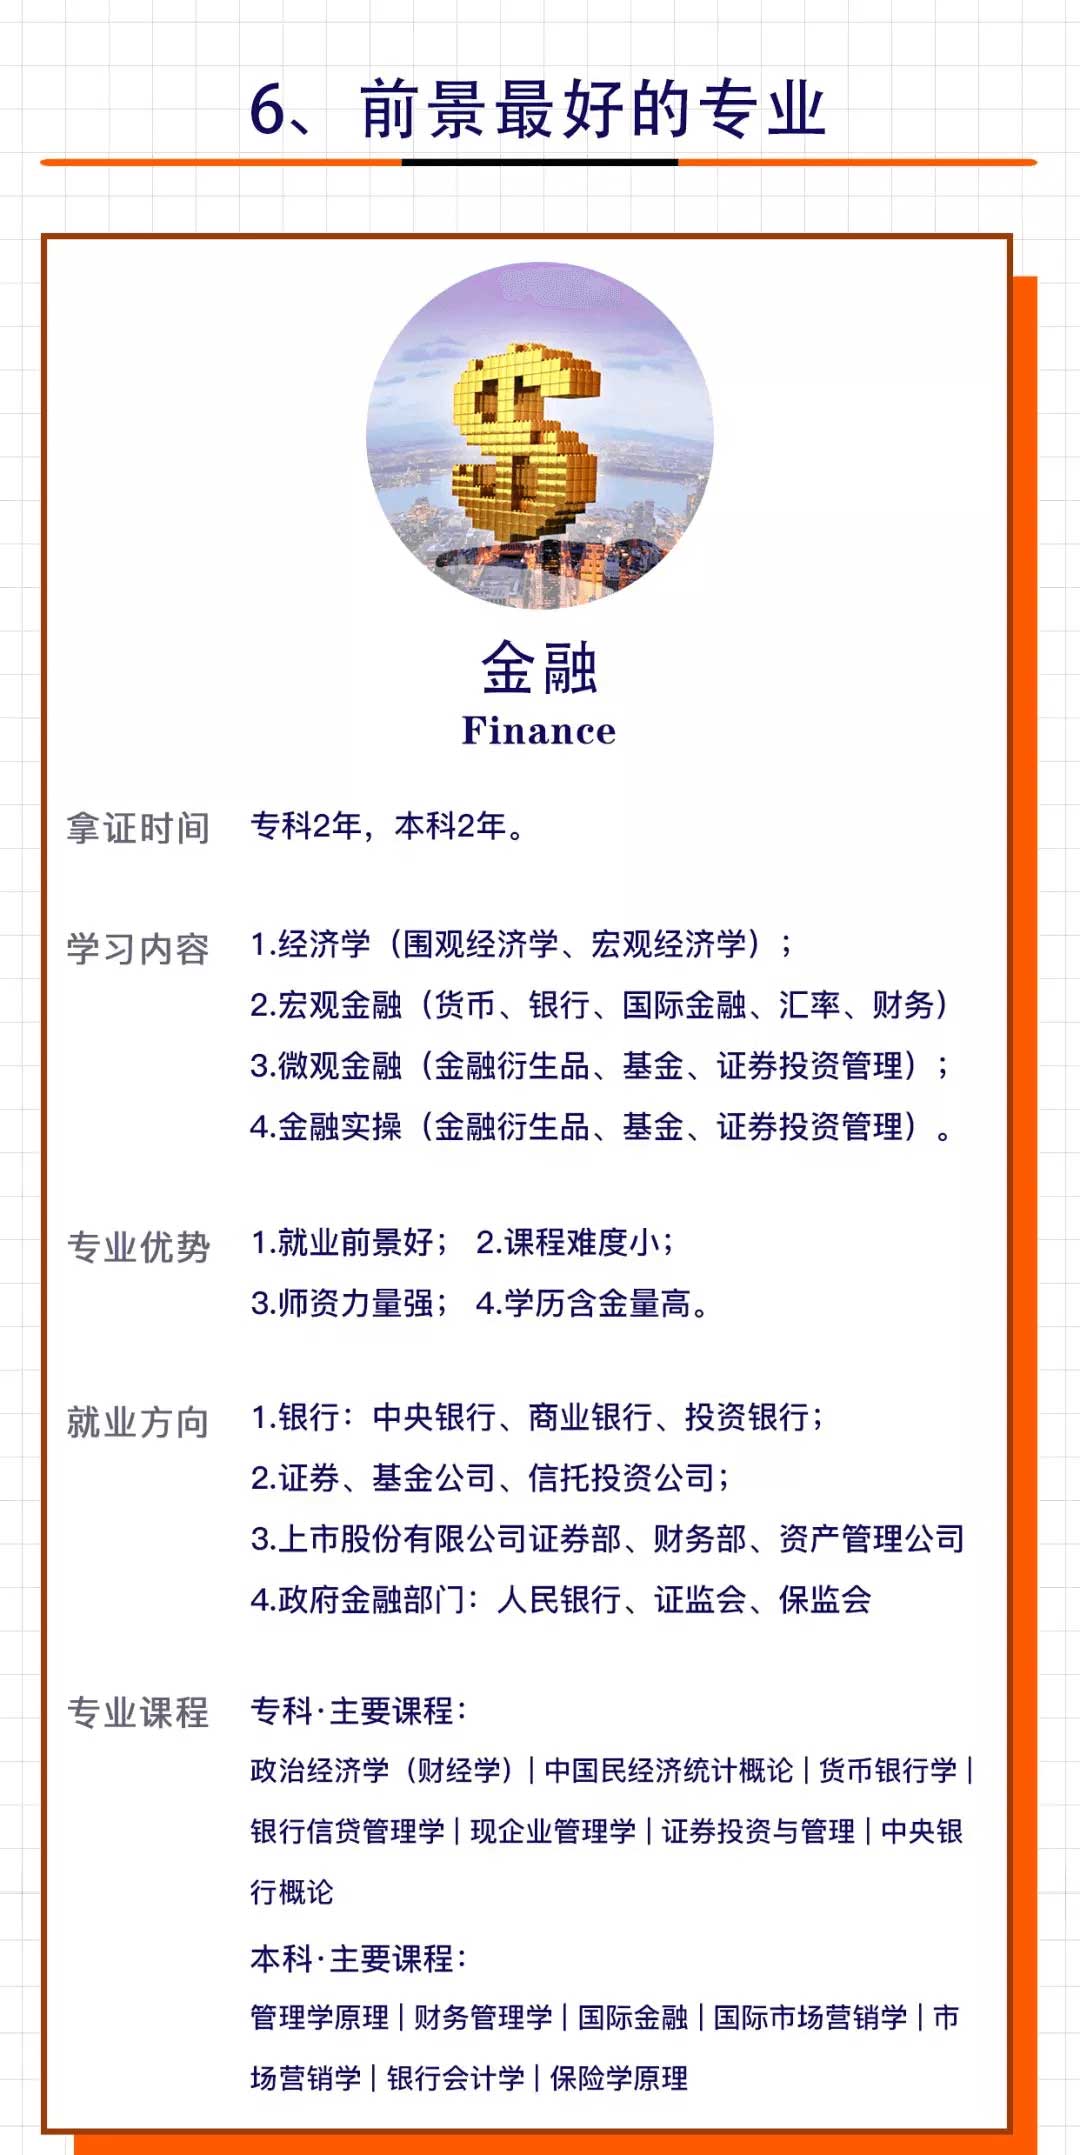 6、前景最好的专业
金融
Finance
拿证时间 专科2年，本科2年。
学习内容 1.经济学（围观经济学、宏观经济学）；
2.宏观金融（货币、银行、国际金融、汇率、财务）
3.微观金融（金融衍生品、基金、证券投资管理）；
4.金融实操（金融衍生品、基金、证券投资管理）。
专业优势 1.就业前景好； 2.课程难度小；
3.师资力量强； 4.学历含金量高。
就业方向 1.银行：中央银行、商业银行、投资银行；
2.证券、基金公司、信托投资公司；
3.上市股份有限公司证券部、财务部、资产管理公司
4.政府金融部门：人民银行、证监会、保监会
专业课程 专科·主要课程：
政治经济学（财经学）| 中国民经济统计概论 | 货币银行学 |
银行信贷管理学 | 现企业管理学 | 证券投资与管理 | 中央银
行概论
本科·主要课程：
管理学原理 | 财务管理学 | 国际金融 | 国际市场营销学 | 市
场营销学 | 银行会计学 | 保险学原理